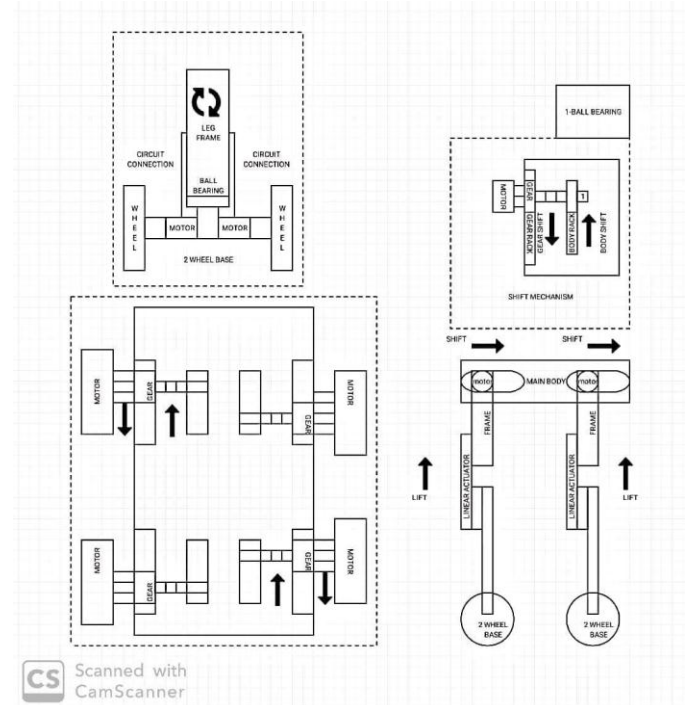 LEG
FRAME
CIRCUIT
CONNECTION
CIRCUIT
CONNECTION
BALL
BEARING
WHEEL
MOTOR
MOTOR
WHEEL
2 WHEEL BASE
1-BALL BEARING
MOTOR
GEAR
GEAR RACK
GEAR SHIFT
BODY RACK
1
BODY SHIFT
SHIFT MECHANISM
SHIFT
SHIFT
moto
MAIN BODY
moto
FRAME
FRAME
LINEAR ACTUATOR
LINEAR ACTUATOR
LIFT
LIFT
2 WHEEL
BASE
2 WHEEL
BASE
MOTOR
GEAR
GEAR
MOTOR
MOTOR
GEAR
GEAR
MOTOR
CS
Scanned with
CamScanner